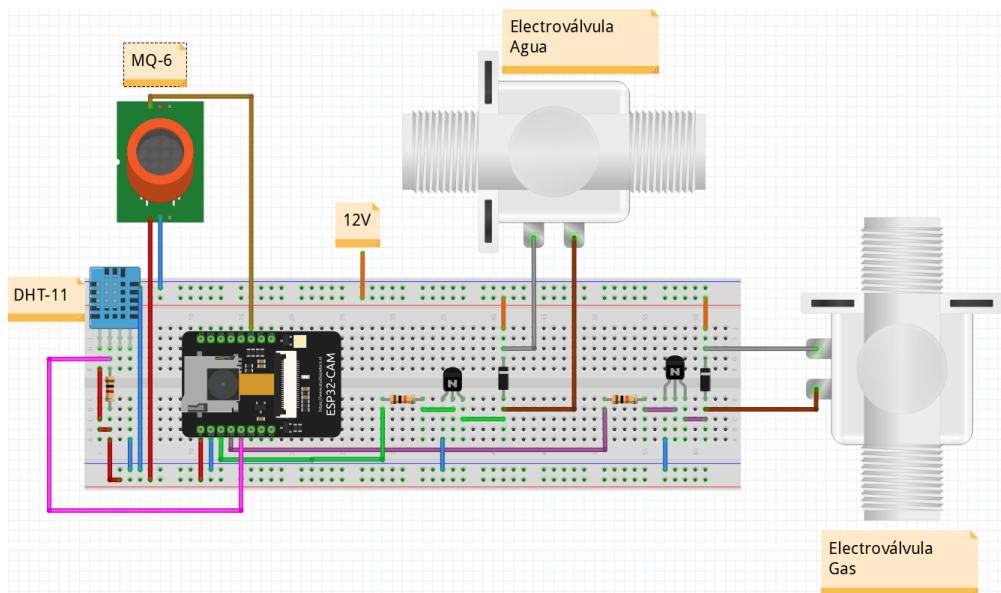 Electroválvula
Agua
MQ-6
12V
DHT-11
ESP32-CAM
N
N
Electroválvula
Gas